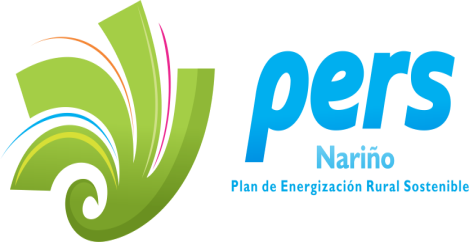 pers
Nariño
Plan de Energización Rural Sostenible